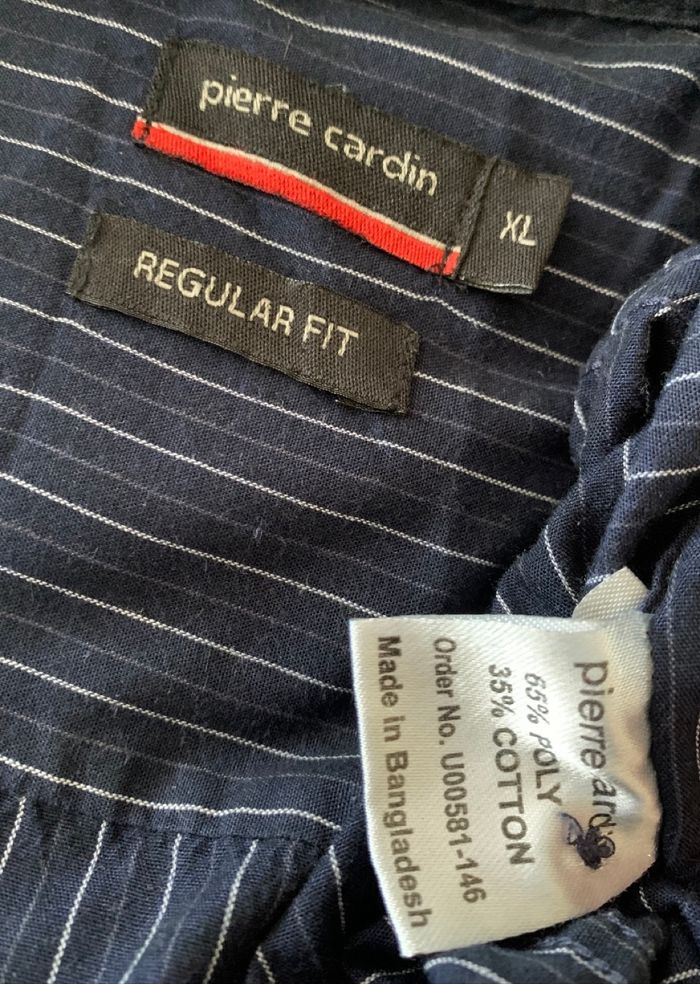 pierre cardin
XL
REGULAR FIT
pierre
65% POLY
35% COTTON
Order No. U00581-146
Made in Bangladesh